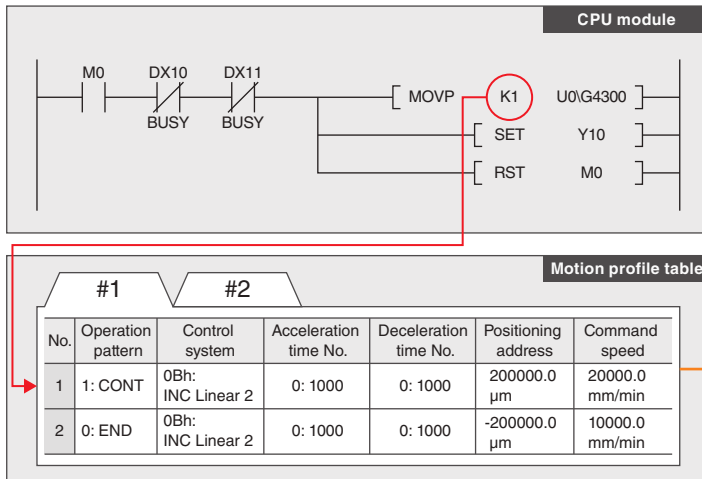 CPU module
M0 DX10 DX11
MOVP K1 U0\G4300
BUSY BUSY
SET Y10
RST M0
Motion profile table
#1 #2
No. Operation pattern Control system Acceleration time No. Deceleration time No. Positioning address Command speed
1 1: CONT 0Bh: INC Linear 2 0: 1000 0: 1000 200000.0 µm 20000.0 mm/min
2 0: END 0Bh: INC Linear 2 0: 1000 0: 1000 -200000.0 µm 10000.0 mm/min